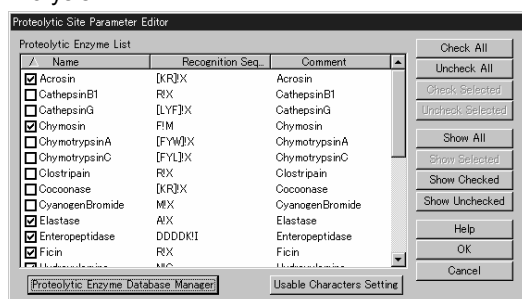 Proteolytic Site Parameter Editor
Proteolytic Enzyme List
Name Recognition Seq... Comment
Acrosin [KR]!X Acrosin
CathepsinB1 R!X CathepsinB1
CathepsinG [LYF]!X CathepsinG
Chymosin F!M Chymosin
ChymotrypsinA [FYW]!X ChymotrypsinA
ChymotrypsinC [FYL]!X ChymotrypsinC
Clostripain R!X Clostripain
Cocoonase [KR]!X Cocoonase
CyanogenBromide M!X CyanogenBromide
Elastase A!X Elastase
Enteropeptidase DDDDK!I Enteropeptidase
Ficin R!X Ficin
Proteolytic Enzyme Database Manager
Usable Characters Setting
Check All
Uncheck All
Check Selected
Uncheck Selected
Show All
Show Selected
Show Checked
Show Unchecked
Help
OK
Cancel